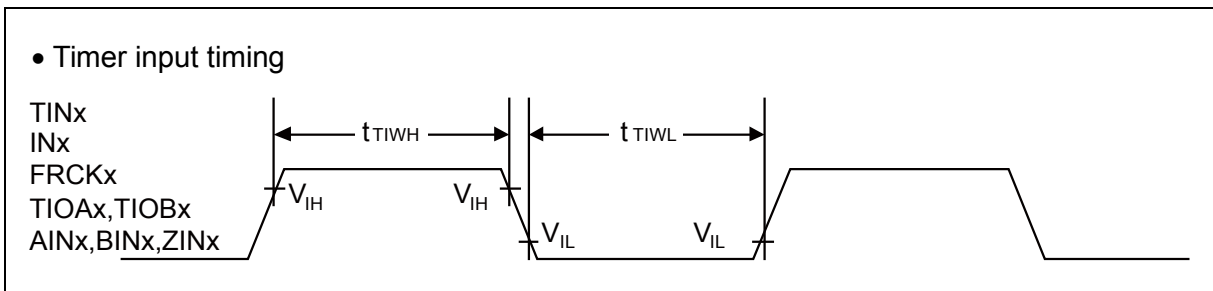 • Timer input timing
TINx
INx
FRCKx
TIOAx,TIOBx
AINx,BINx,ZINx
tTIWH
tTIWL
VIH
VIH
VIL
VIL